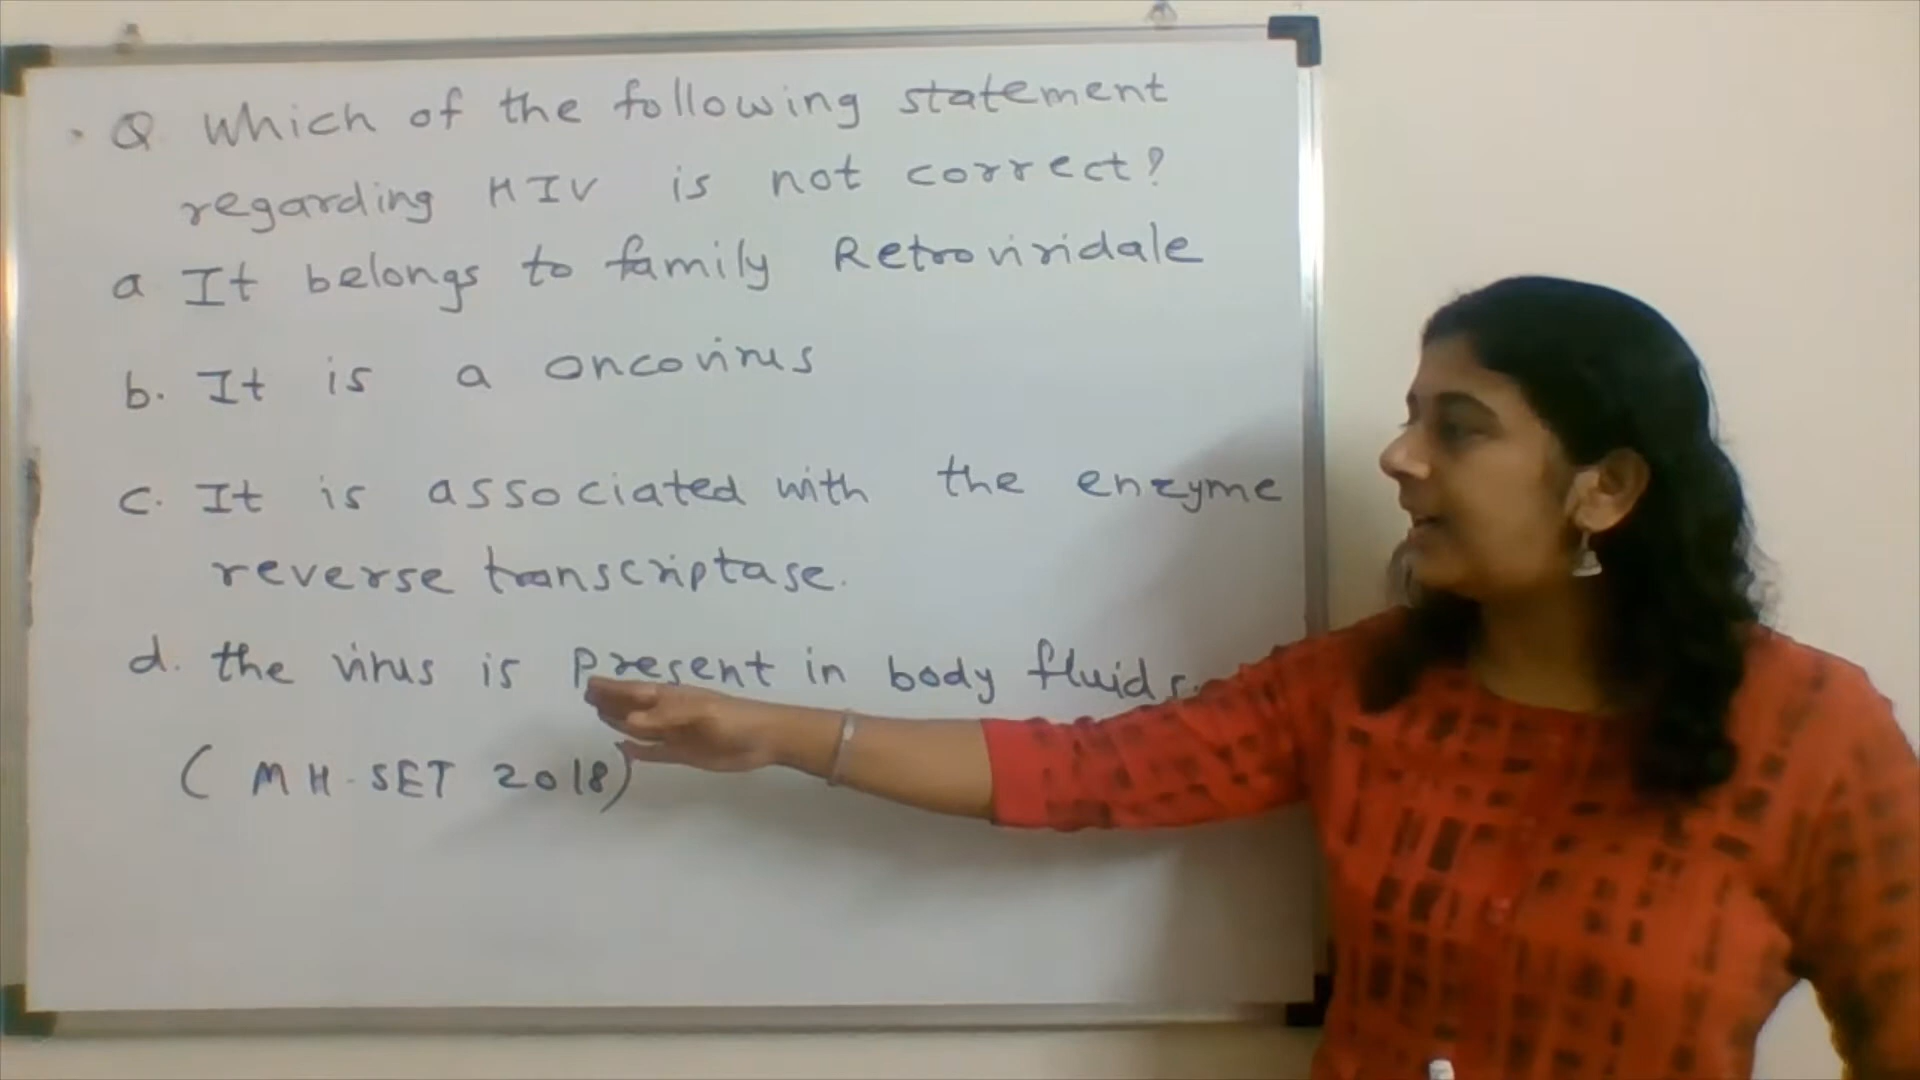 Q Which of the following statement
regarding HIV is not correct?
a It belongs to family Retroviridale
b. It is a oncovirus
c. It is associated with the enzyme
reverse transcriptase.
d. the virus is present in body fluids.
( MH-SET 2018)